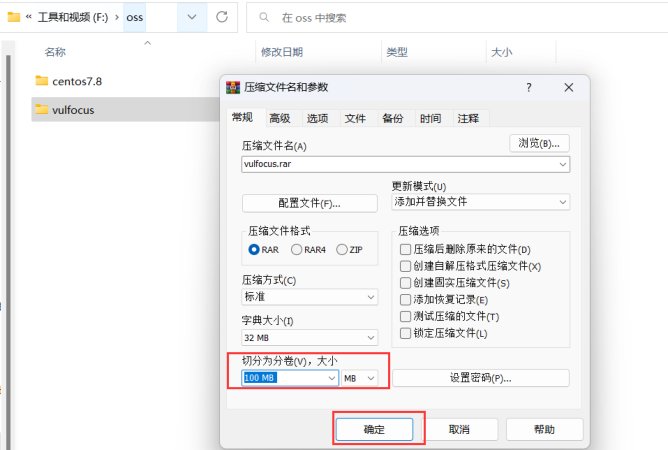 « 工具和视频 (F:) › oss
在 oss 中搜索
名称 修改日期 类型 大小
centos7.8
vulfocus
压缩文件名和参数 ?
常规 高级 选项 文件 备份 时间 注释
压缩文件名(A) 浏览(B)...
vulfocus.rar
更新模式(U)
配置文件(F)... 添加并替换文件
压缩文件格式 压缩选项
RAR RAR4 ZIP 压缩后删除原来的文件(D)
创建自解压格式压缩文件(X)
压缩方式(C) 创建固实压缩文件(S)
标准 添加恢复记录(E)
测试压缩的文件(T)
字典大小(I) 锁定压缩文件(L)
32 MB
切分为分卷(V)，大小
100 MB MB 设置密码(P)...
确定 取消 帮助